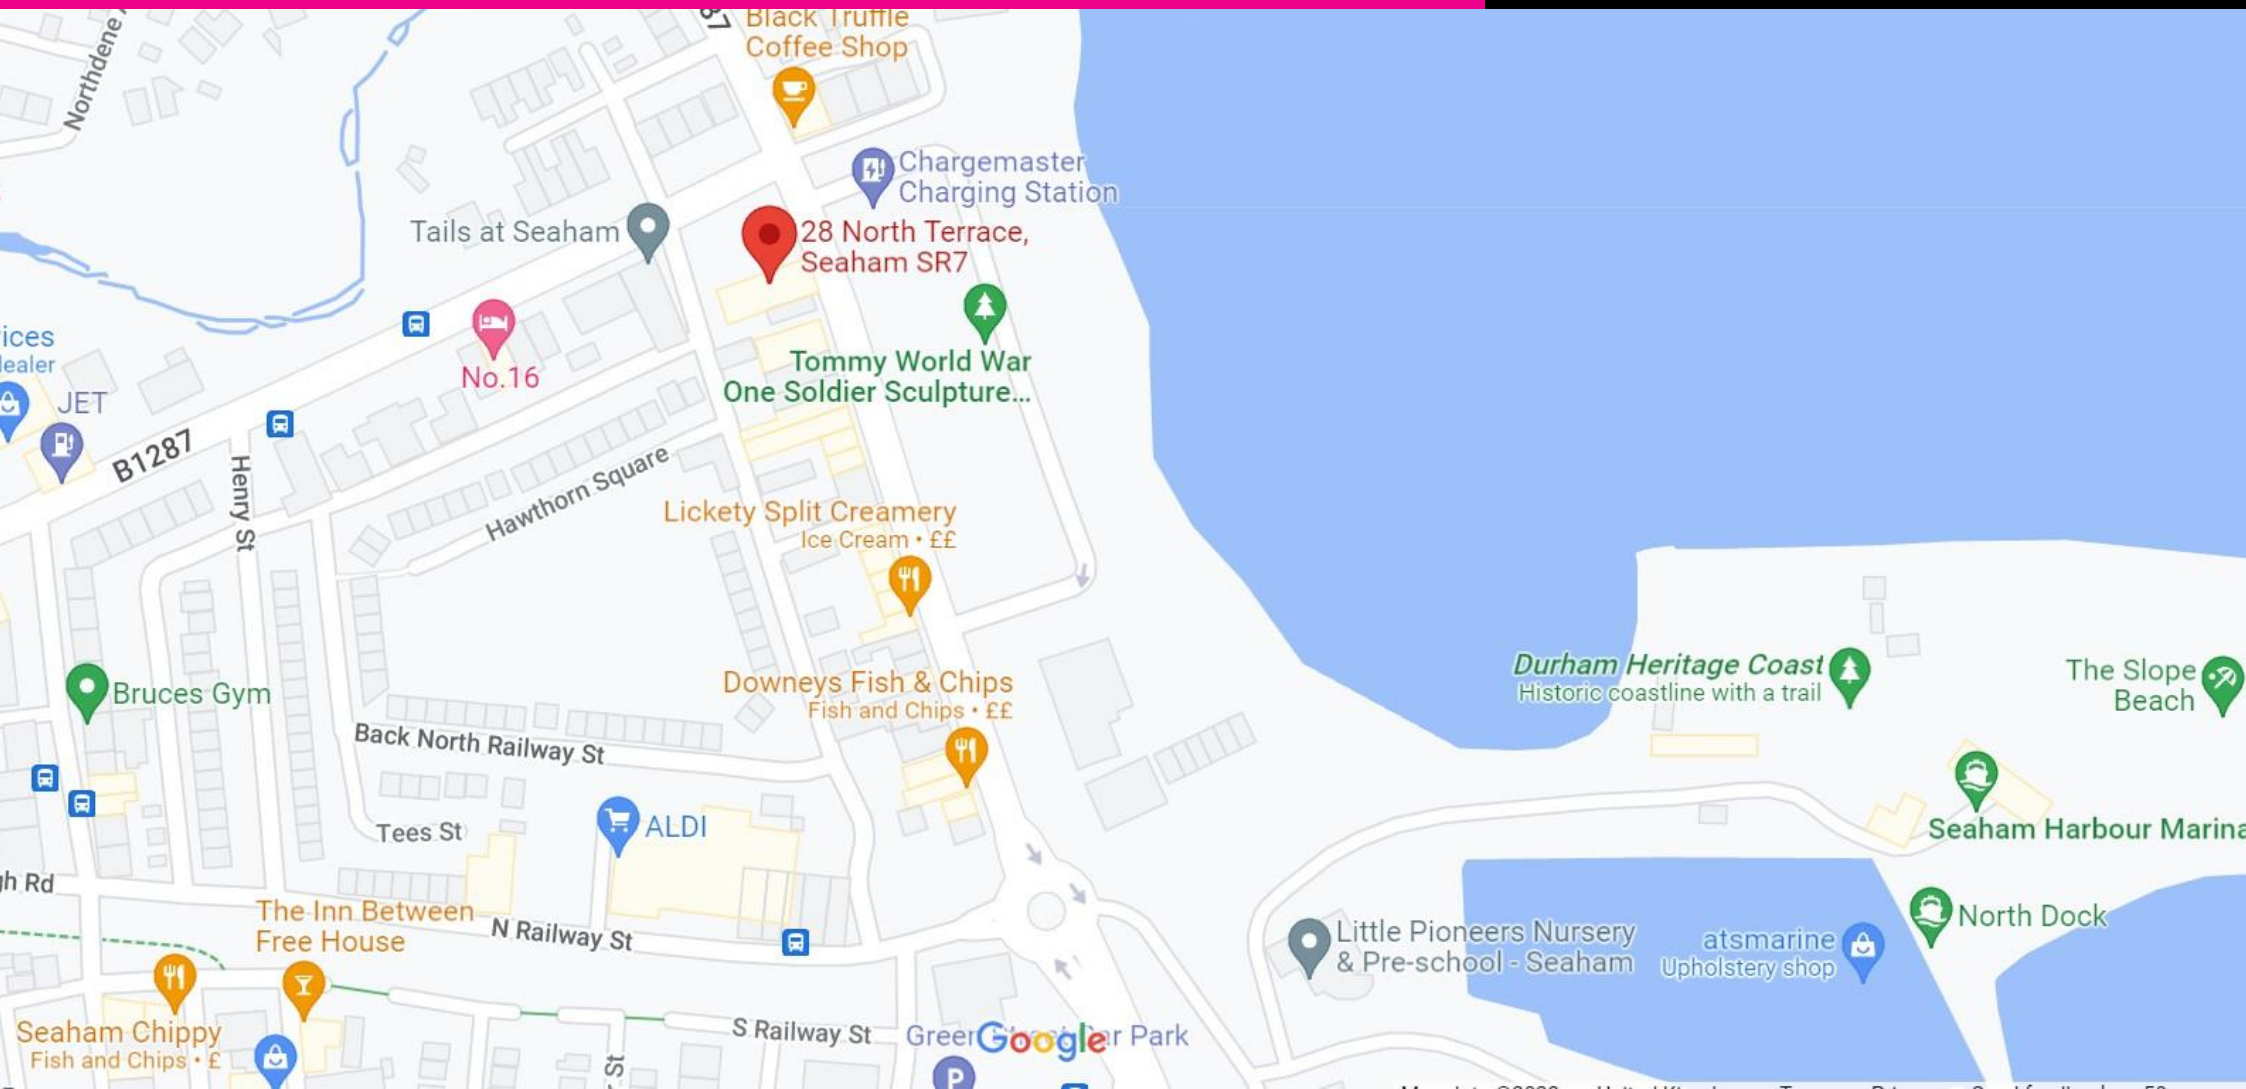 Black Truffle
Coffee Shop
Northdene
Chargemaster
Charging Station
Tails at Seaham
28 North Terrace,
Seaham SR7
Tommy World War
One Soldier Sculpture...
No.16
JET
B1287
Henry St
Hawthorn Square
Lickety Split Creamery
Ice Cream • ££
Bruces Gym
Downeys Fish & Chips
Fish and Chips • ££
Durham Heritage Coast
Historic coastline with a trail
The Slope
Beach
Back North Railway St
Tees St
ALDI
Seaham Harbour Marina
Rd
The Inn Between
Free House
N Railway St
Little Pioneers Nursery
& Pre-school - Seaham
atsmarine
Upholstery shop
North Dock
Seaham Chippy
Fish and Chips • £
S Railway St
St
Google
Car Park
P